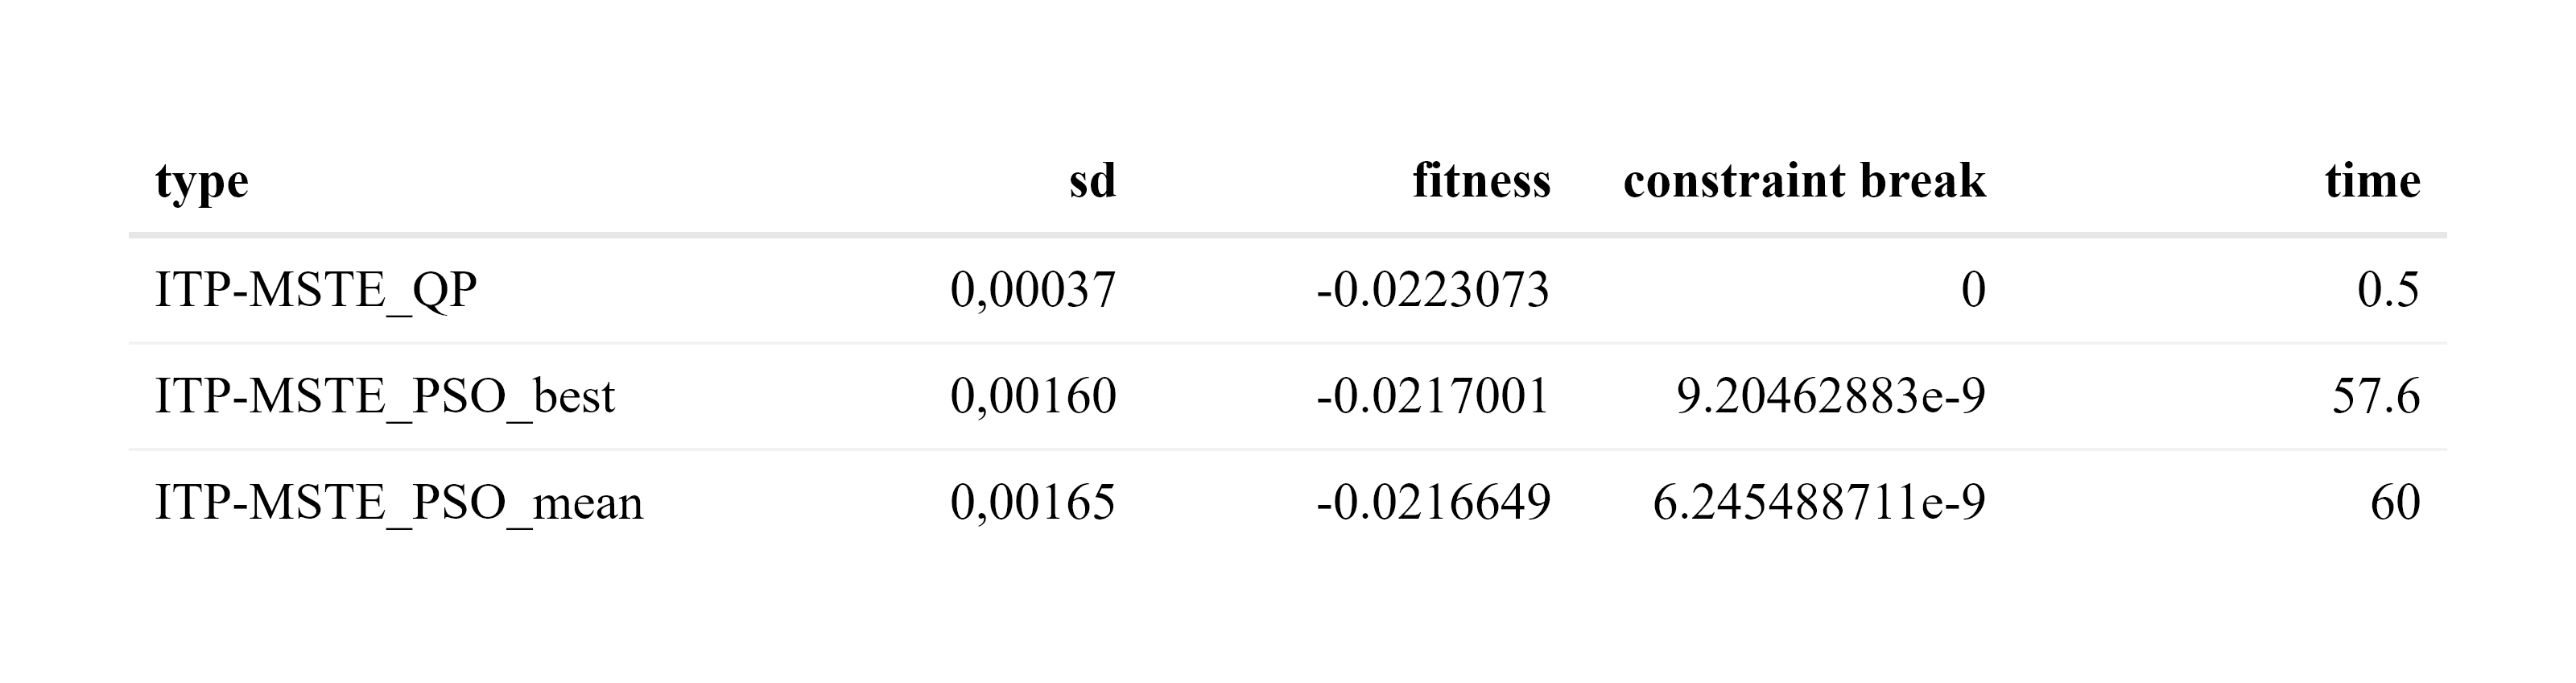 type sd fitness constraint break time
ITP-MSTE_QP 0,00037 -0.0223073 0 0.5
ITP-MSTE_PSO_best 0,00160 -0.0217001 9.20462883e-9 57.6
ITP-MSTE_PSO_mean 0,00165 -0.0216649 6.245488711e-9 60